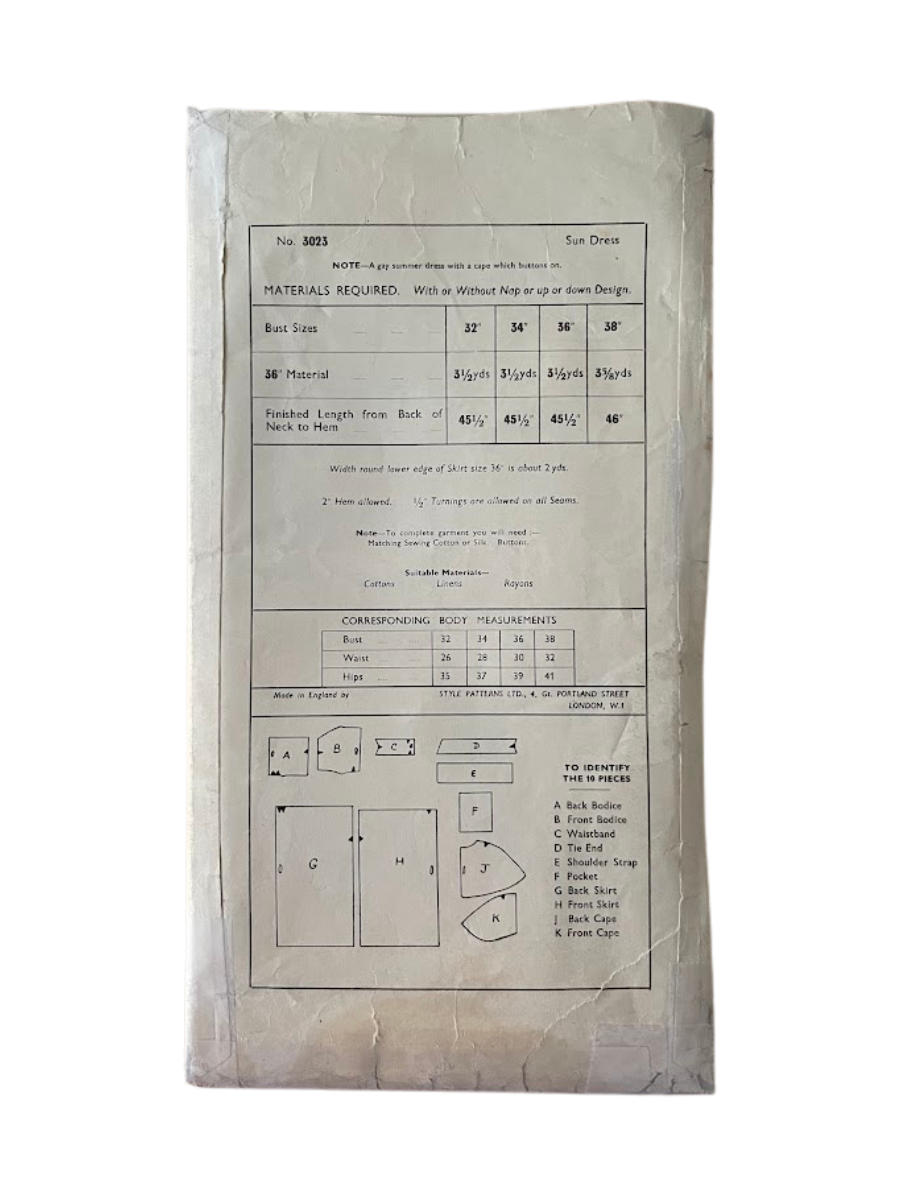 No. 3023 Sun Dress
NOTE—A gay summer dress with a cape which buttons on.
MATERIALS REQUIRED. With or Without Nap or up or down Design.
Bust Sizes 32" 34" 36" 38"
36" Material 3½yds 3½yds 3½yds 3⅝yds
Finished Length from Back of
Neck to Hem 45½" 45½" 45½" 46"
Width round lower edge of Skirt size 36" is about 2 yds.
2" Hem allowed. ½" Turnings are allowed on all Seams.
Note—To complete garment you will need :—
Matching Sewing Cotton or Silk. Buttons.
Suitable Materials—
Cottons Linens Rayons
CORRESPONDING BODY MEASUREMENTS
Bust 32 34 36 38
Waist 26 28 30 32
Hips 35 37 39 41
Made in England by STYLE PATTERNS LTD., 4, Gt. PORTLAND STREET
LONDON, W.1
A B C D
E
F
G H J
K
TO IDENTIFY
THE 10 PIECES
A Back Bodice
B Front Bodice
C Waistband
D Tie End
E Shoulder Strap
F Pocket
G Back Skirt
H Front Skirt
J Back Cape
K Front Cape